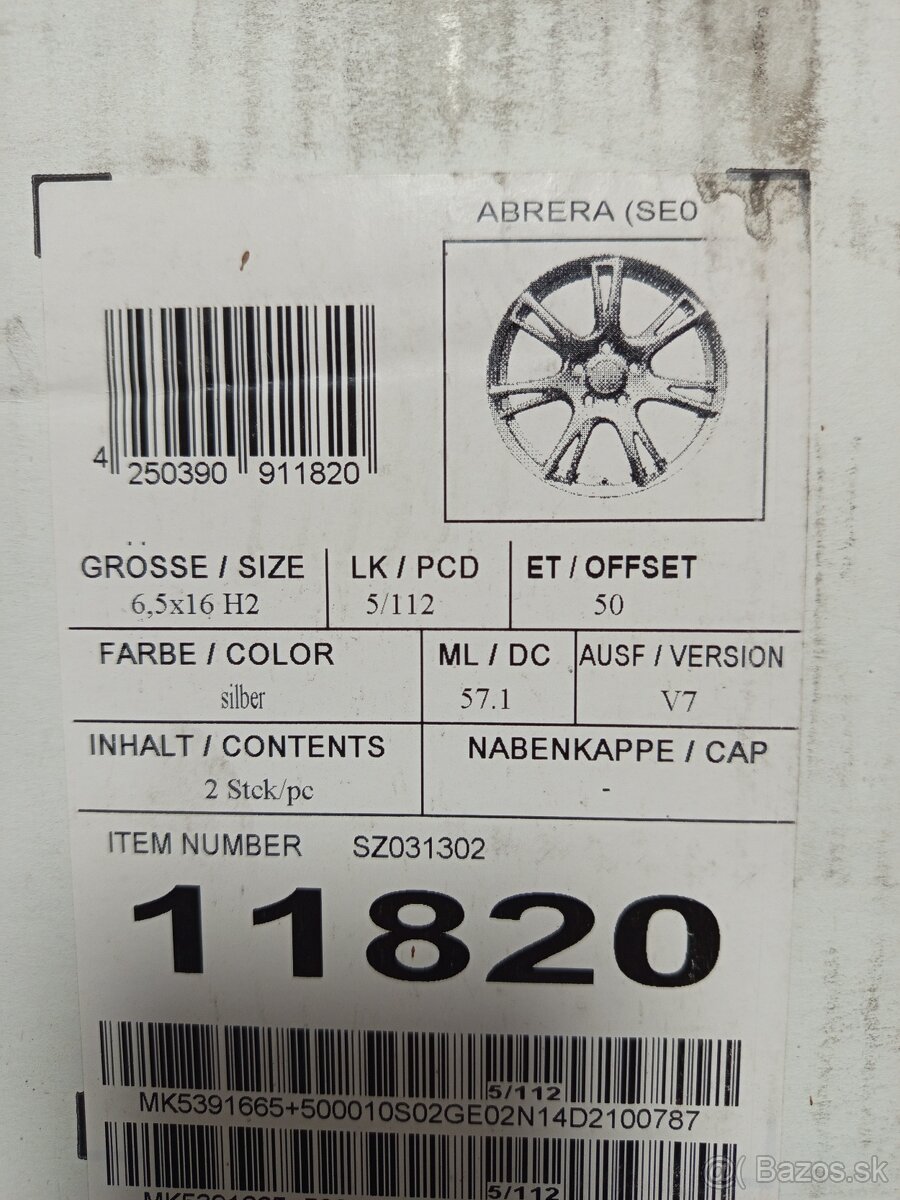 ABRERA (SE0
4 250390 911820
GRÖSSE / SIZE LK / PCD ET / OFFSET
6,5x16 H2 5/112 50
FARBE / COLOR ML / DC AUSF / VERSION
silber 57.1 V7
INHALT / CONTENTS NABENKAPPE / CAP
2 Stck/pc -
ITEM NUMBER SZ031302
11820
5/112
MK5391665+500010S02GE02N14D2100787
5/112
Bazos.sk